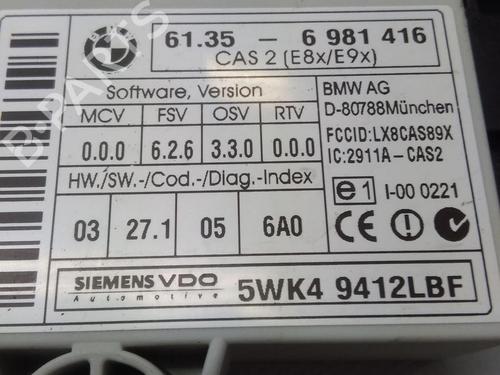 BMW
61.35 - 6 981 416
CAS 2 (E8x/E9x)
Software, Version
MCV FSV OSV RTV
0.0.0 6.2.6 3.3.0 0.0.0
HW./SW.-/Cod.-/Diag.-Index
03 27.1 05 6A0
BMW AG
D-80788München
FCCID:LX8CAS89X
IC:2911A-CAS2
e1 I-00 0221
CE
SIEMENS VDO
Automotive
5WK4 9412LBF
B-PARTS